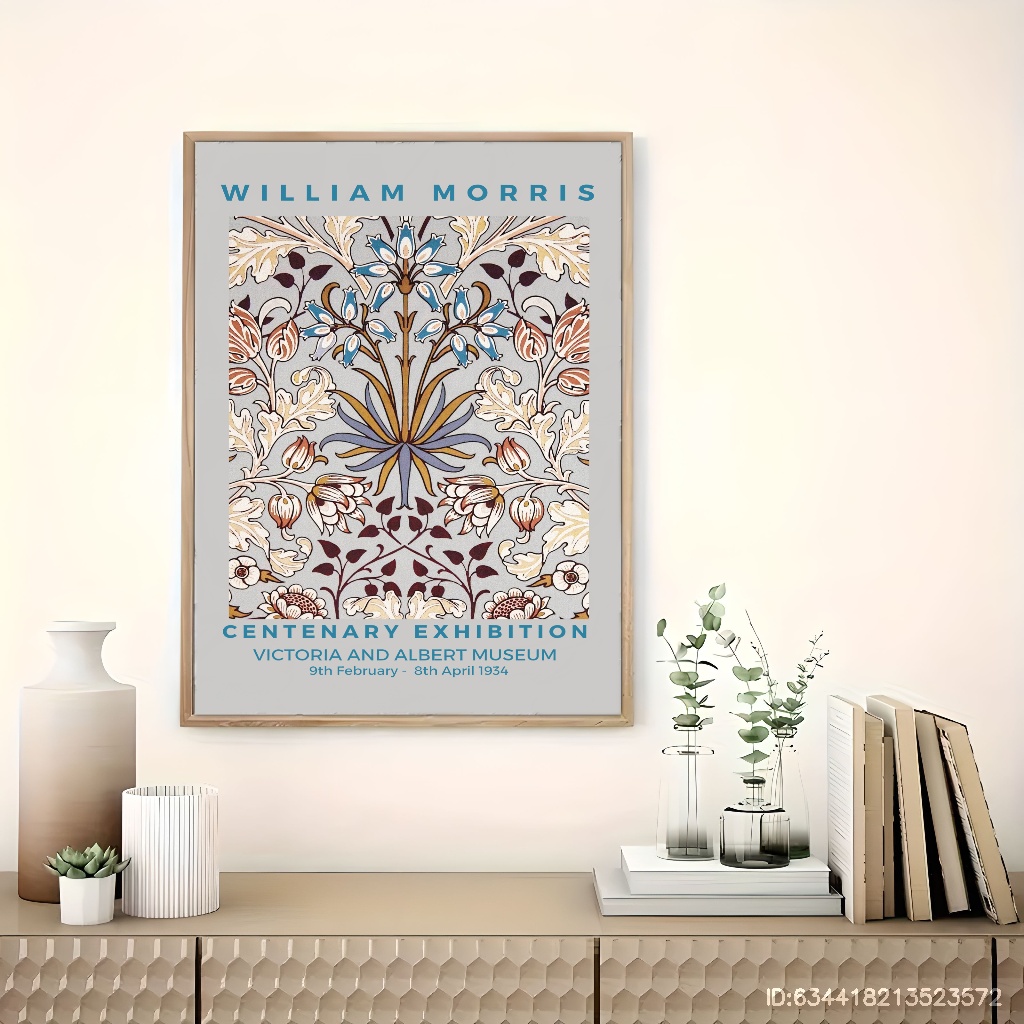 WILLIAM MORRIS
CENTENARY EXHIBITION
VICTORIA AND ALBERT MUSEUM
9th February - 8th April 1934
ID:634418213523572